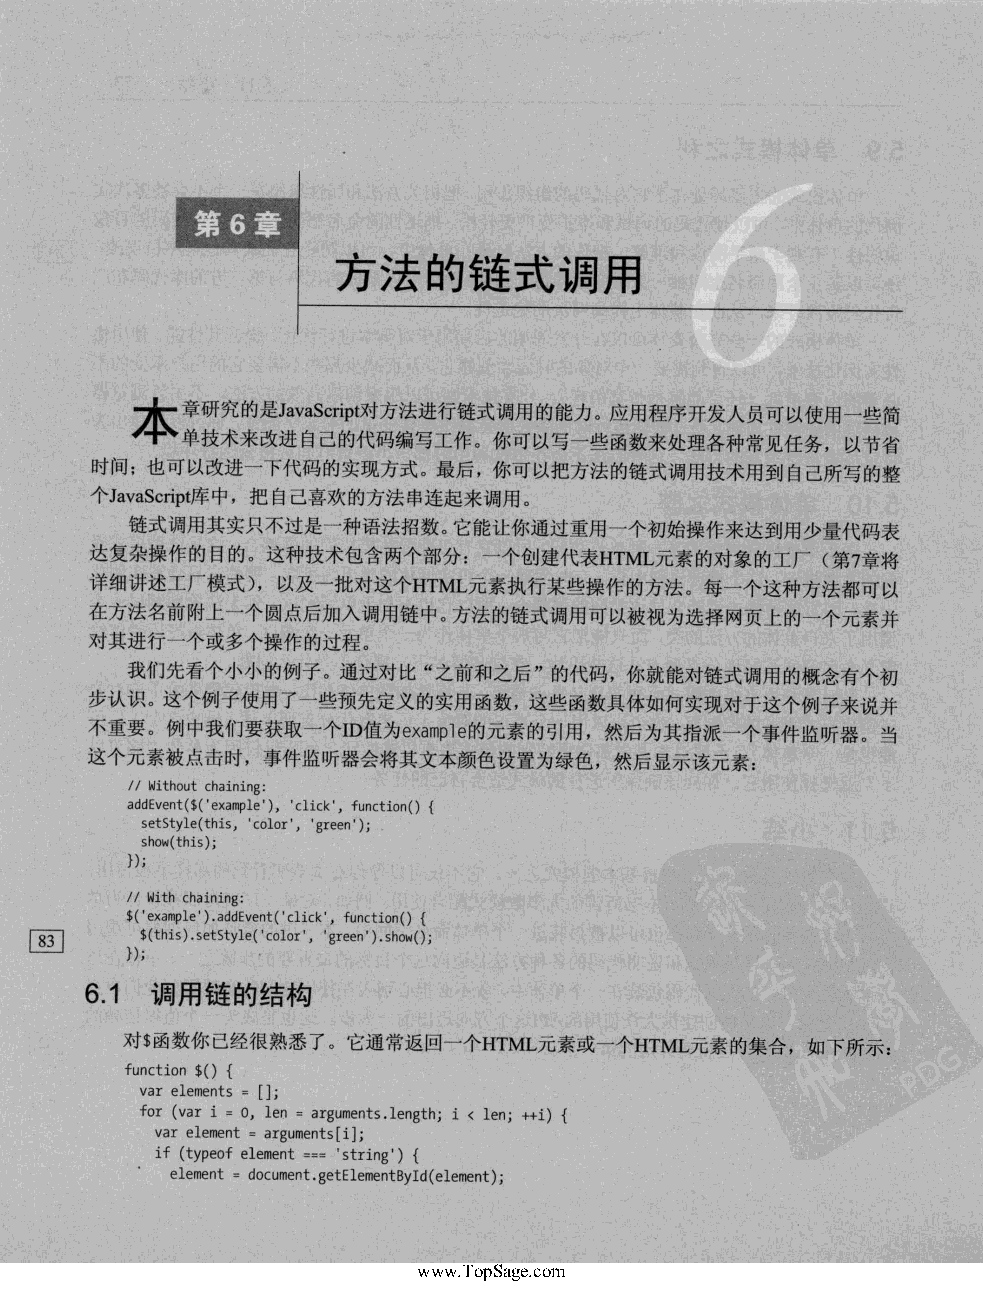 第6章
6
方法的链式调用
本章研究的是JavaScript对方法进行链式调用的能力。应用程序开发人员可以使用一些简
单技术来改进自己的代码编写工作。你可以写一些函数来处理各种常见任务，以节省
时间；也可以改进一下代码的实现方式。最后，你可以把方法的链式调用技术用到自己所写的整
个JavaScript库中，把自己喜欢的方法串连起来调用。
链式调用其实只不过是一种语法招数。它能让你通过重用一个初始操作来达到用少量代码表
达复杂操作的目的。这种技术包含两个部分：一个创建代表HTML元素的对象的工厂（第7章将
详细讲述工厂模式），以及一批对这个HTML元素执行某些操作的方法。每一个这种方法都可以
在方法名前附上一个圆点后加入调用链中。方法的链式调用可以被视为选择网页上的一个元素并
对其进行一个或多个操作的过程。
我们先看个小小的例子。通过对比“之前和之后”的代码，你就能对链式调用的概念有个初
步认识。这个例子使用了一些预先定义的实用函数，这些函数具体如何实现对于这个例子来说并
不重要。例中我们要获取一个ID值为example的元素的引用，然后为其指派一个事件监听器。当
这个元素被点击时，事件监听器会将其文本颜色设置为绿色，然后显示该元素：
// Without chaining:
addEvent($('example'), 'click', function() {
  setStyle(this, 'color', 'green');
  show(this);
});
// With chaining:
$('example').addEvent('click', function() {
  $(this).setStyle('color', 'green').show();
});
83
6.1 调用链的结构
对$函数你已经很熟悉了。它通常返回一个HTML元素或一个HTML元素的集合，如下所示：
function $() {
  var elements = [];
  for (var i = 0, len = arguments.length; i < len; ++i) {
    var element = arguments[i];
    if (typeof element === 'string') {
      element = document.getElementById(element);
PDG
www.TopSage.com